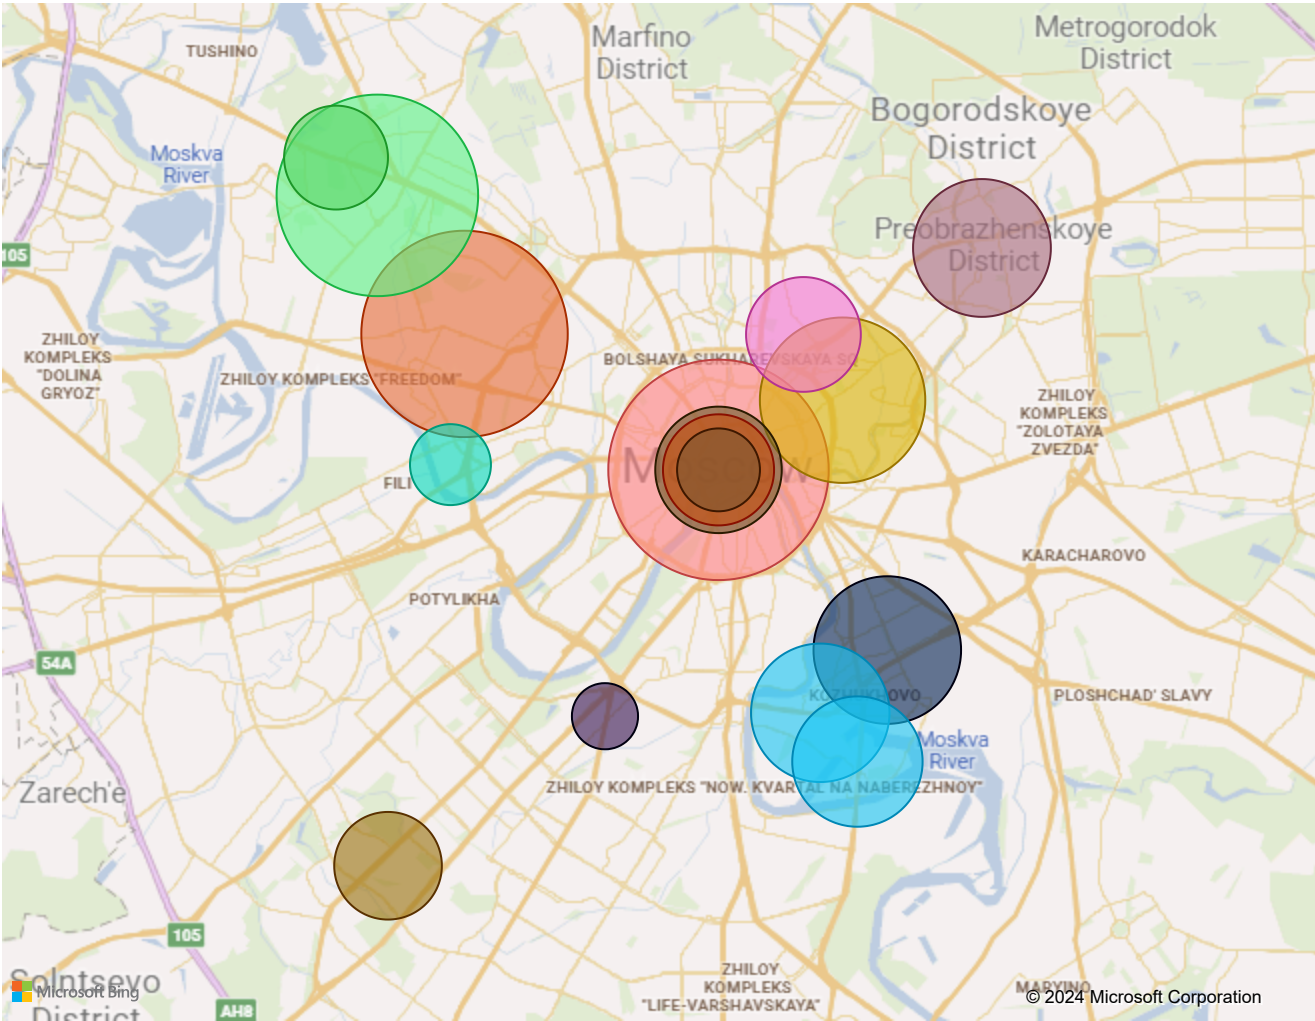 TUSHINO
Marfino
District
Metrogorodok
District
Bogorodskoye
District
Moskva
River
Preobrazhenskoye
District
105
ZHILOY
KOMPLEKS
"DOLINA
GRYOZ"
ZHILOY KOMPLEKS "FREEDOM"
BOLSHAYA SUKHAREVSKAYA SQ
ZHILOY
KOMPLEKS
"ZOLOTAYA
ZVEZDA"
Moscow
FILI
KARACHAROVO
POTYLIKHA
54A
KOZHUKHOVO
PLOSHCHAD' SLAVY
Moskva
River
ZHILOY KOMPLEKS "NOW. KVARTAL NA NABEREZHNOY"
Zarech'e
105
Solntsevo
District
Microsoft Bing
AH8
ZHILOY
KOMPLEKS
"LIFE-VARSHAVSKAYA"
MARYINO
© 2024 Microsoft Corporation